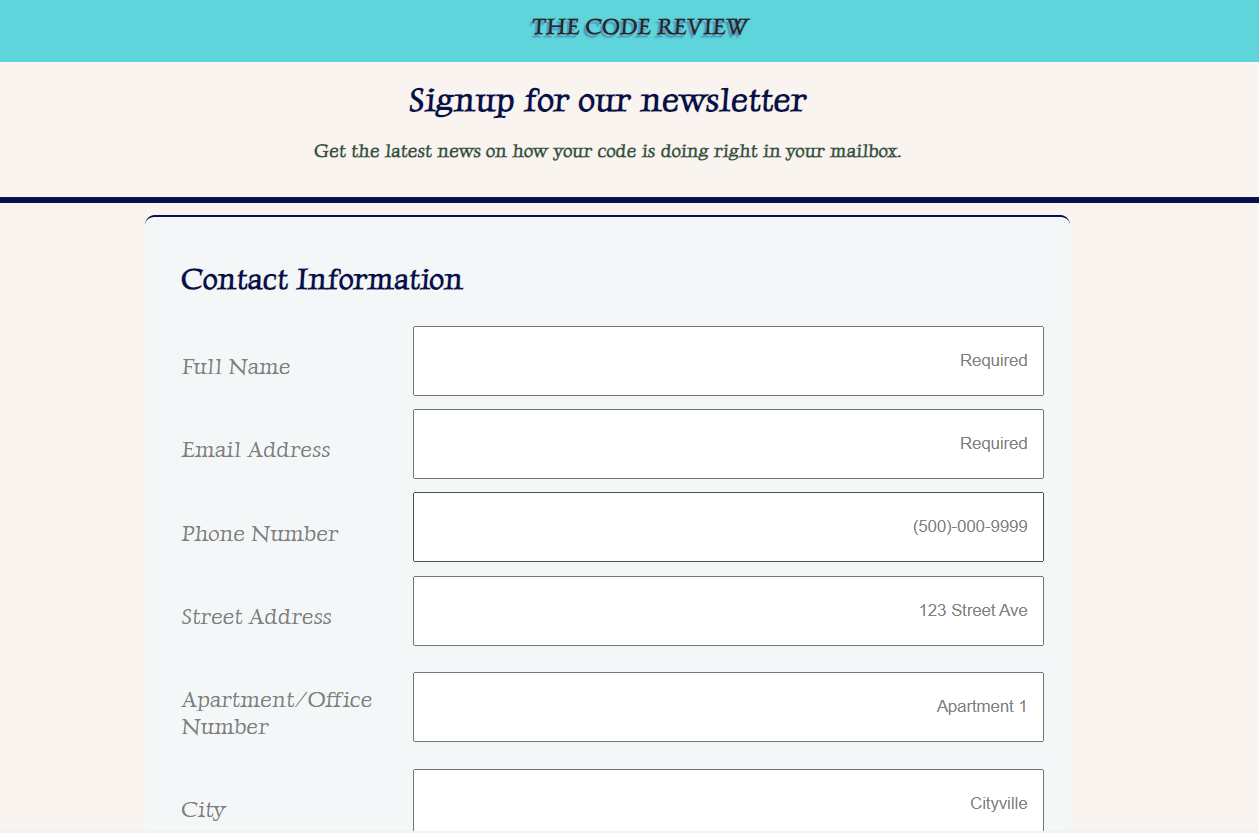 THE CODE REVIEW
Signup for our newsletter
Get the latest news on how your code is doing right in your mailbox.
Contact Information
Full Name
Required
Email Address
Required
Phone Number
(500)-000-9999
Street Address
123 Street Ave
Apartment/Office
Number
Apartment 1
City
Cityville